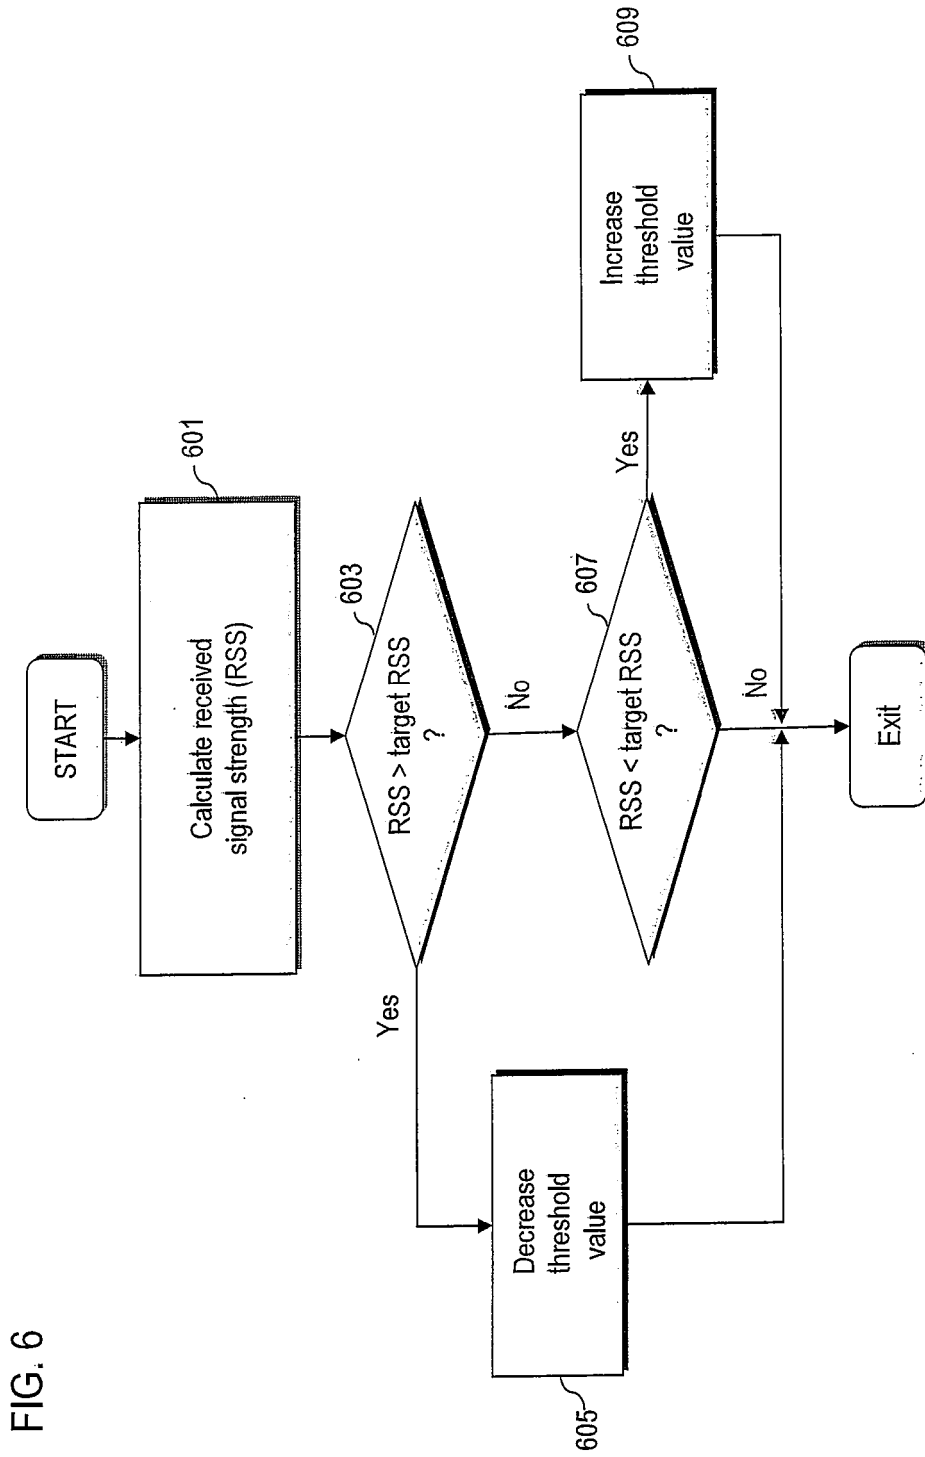 FIG. 6
START
Calculate received
signal strength (RSS)
601
RSS > target RSS
?
603
Yes
No
Decrease
threshold
value
605
RSS < target RSS
?
607
Yes
No
Increase
threshold
value
609
Exit